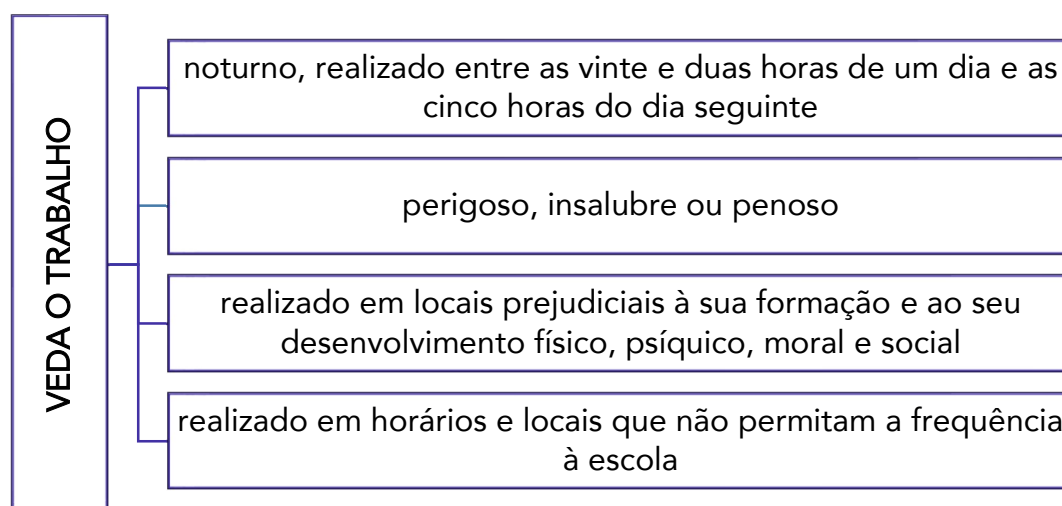 VEDA O TRABALHO
noturno, realizado entre as vinte e duas horas de um dia e as
cinco horas do dia seguinte
perigoso, insalubre ou penoso
realizado em locais prejudiciais à sua formação e ao seu
desenvolvimento físico, psíquico, moral e social
realizado em horários e locais que não permitam a frequência
à escola